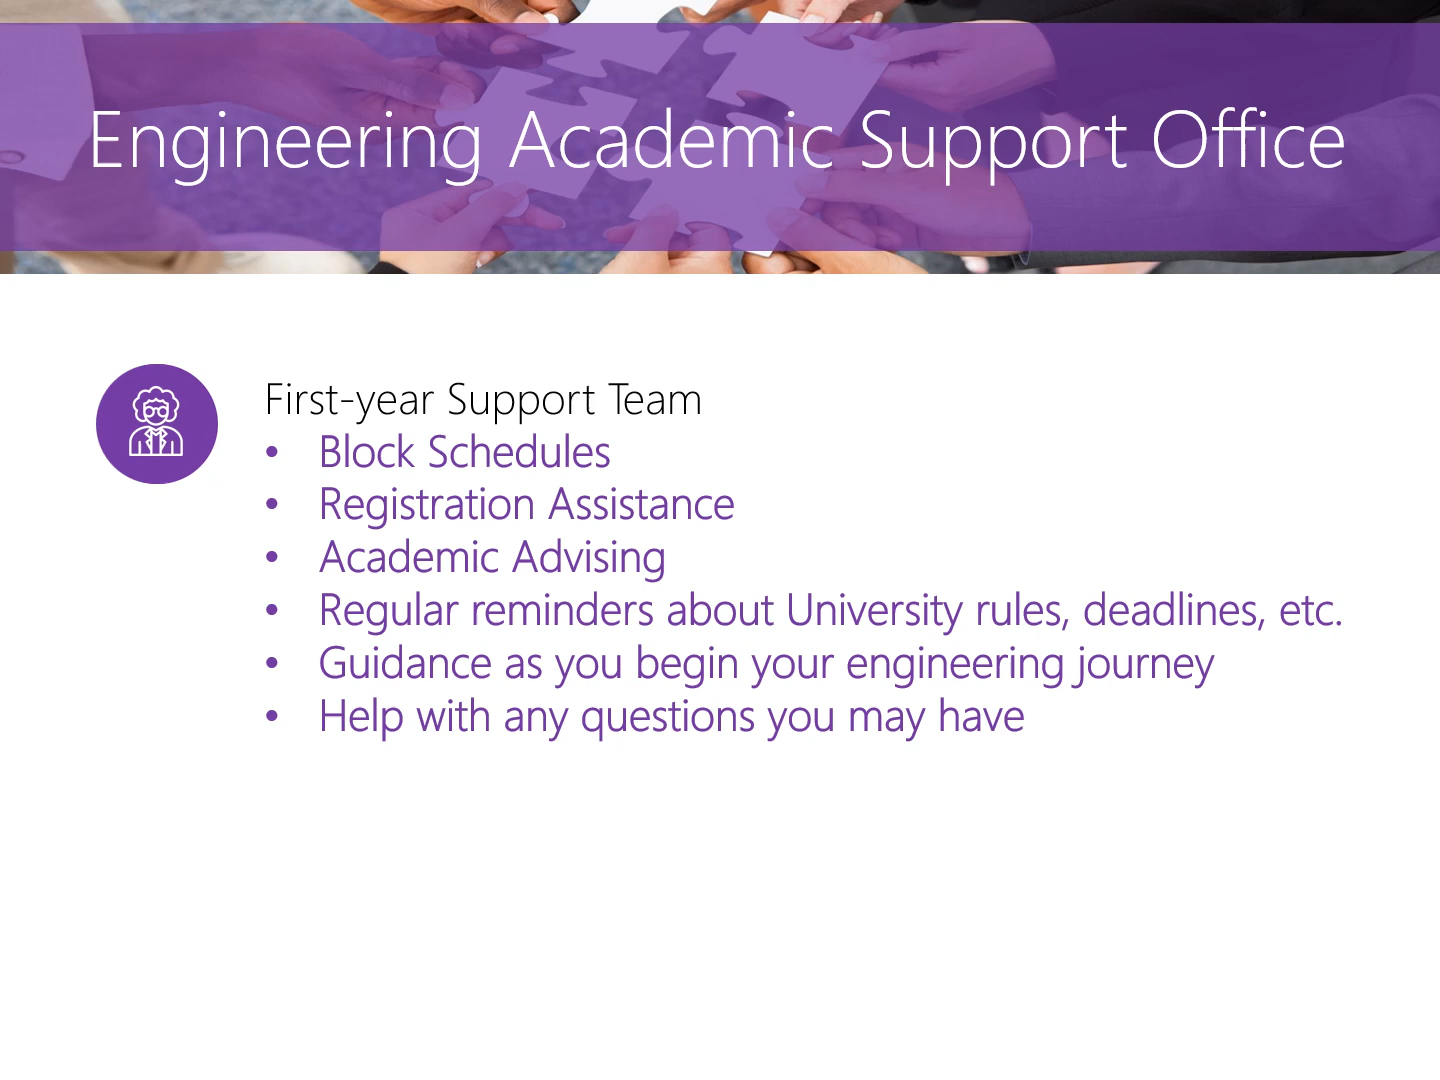 Engineering Academic Support Office
First-year Support Team
• Block Schedules
• Registration Assistance
• Academic Advising
• Regular reminders about University rules, deadlines, etc.
• Guidance as you begin your engineering journey
• Help with any questions you may have